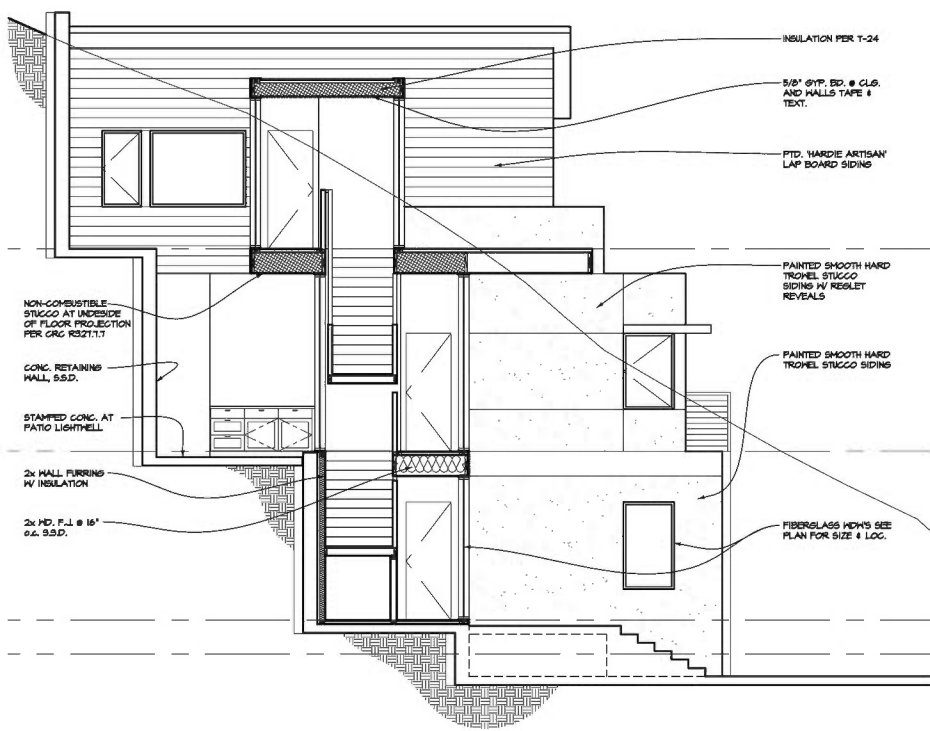 INSULATION PER T-24
5/8" GYP. BD. @ CLG.
AND WALLS TAPE &
TEXT.
PTD. 'HARDIE ARTISAN'
LAP BOARD SIDING
PAINTED SMOOTH HARD
TROWEL STUCCO
SIDING W/ REGLET
REVEALS
PAINTED SMOOTH HARD
TROWEL STUCCO SIDING
FIBERGLASS WDW'S SEE
PLAN FOR SIZE & LOC.
NON-COMBUSTIBLE
STUCCO AT UNDESIDE
OF FLOOR PROJECTION
PER CRC R327.7.7
CONC. RETAINING
WALL, S.S.D.
STAMPED CONC. AT
PATIO LIGHTWELL
2x WALL FURRING
W/ INSULATION
2x WD. F.J. @ 16"
o.c. S.S.D.